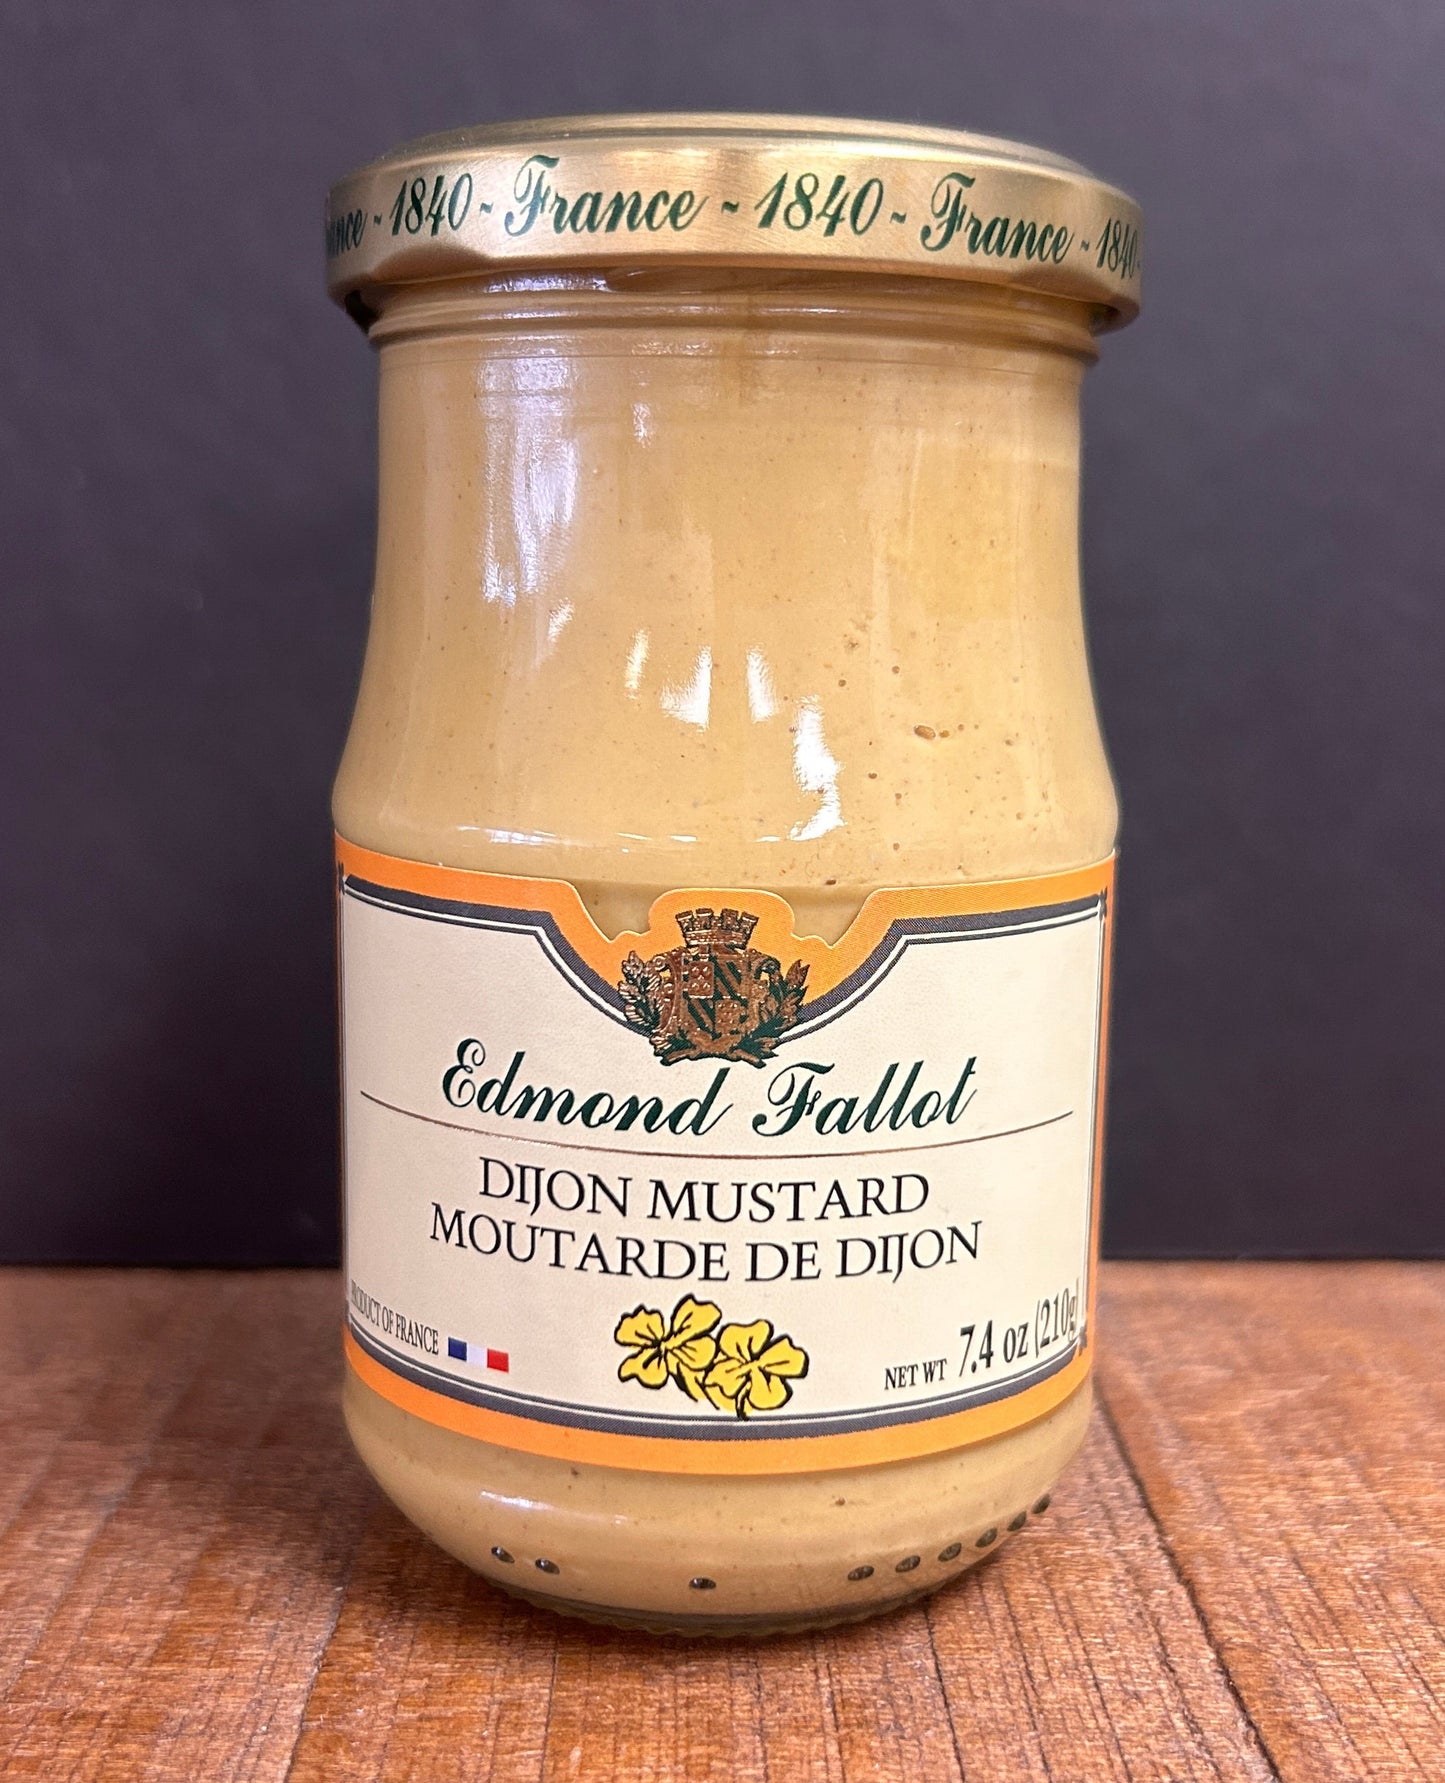 ~ 1840 ~ France ~ 1840 ~ France ~ 1840
Edmond Fallot
DIJON MUSTARD
MOUTARDE DE DIJON
PRODUCT OF FRANCE
NET WT 7.4 oz (210g)